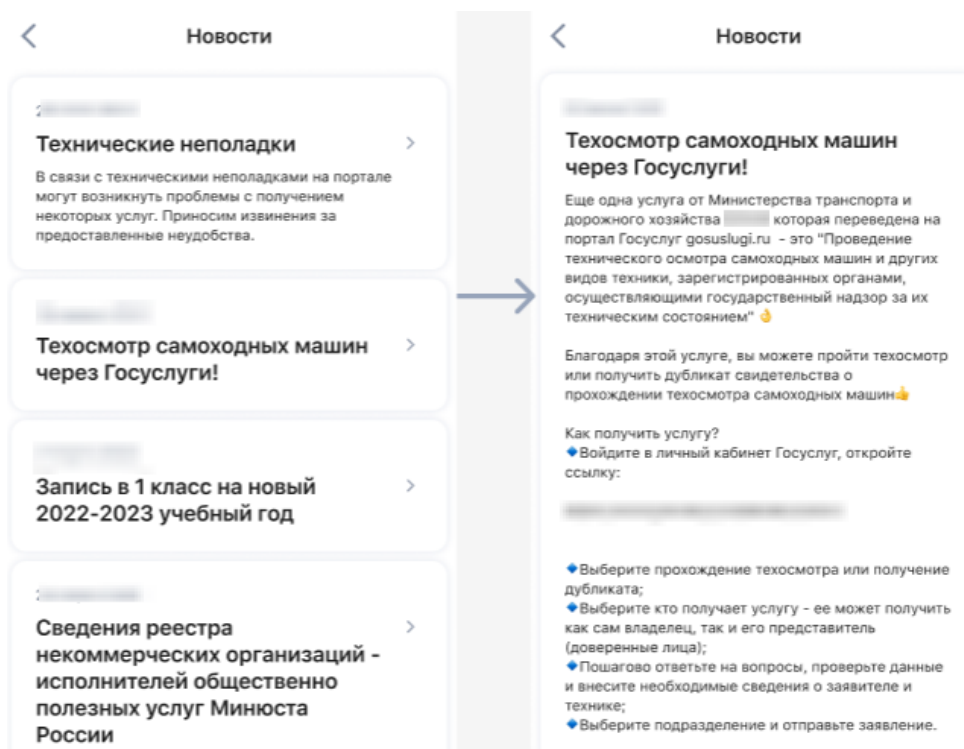 Новости
Технические неполадки
В связи с техническими неполадками на портале
могут возникнуть проблемы с получением
некоторых услуг. Приносим извинения за
предоставленные неудобства.
Техосмотр самоходных машин
через Госуслуги!
Запись в 1 класс на новый
2022-2023 учебный год
Сведения реестра
некоммерческих организаций -
исполнителей общественно
полезных услуг Минюста
России
Новости
Техосмотр самоходных машин
через Госуслуги!
Еще одна услуга от Министерства транспорта и
дорожного хозяйства которая переведена на
портал Госуслуг gosuslugi.ru - это "Проведение
технического осмотра самоходных машин и других
видов техники, зарегистрированных органами,
осуществляющими государственный надзор за их
техническим состоянием" 👌
Благодаря этой услуге, вы можете пройти техосмотр
или получить дубликат свидетельства о
прохождении техосмотра самоходных машин👍
Как получить услугу?
🔹Войдите в личный кабинет Госуслуг, откройте
ссылку:
🔹Выберите прохождение техосмотра или получение
дубликата;
🔹Выберите кто получает услугу - ее может получить
как сам владелец, так и его представитель
(доверенные лица);
🔹Пошагово ответьте на вопросы, проверьте данные
и внесите необходимые сведения о заявителе и
технике;
🔹Выберите подразделение и отправьте заявление.